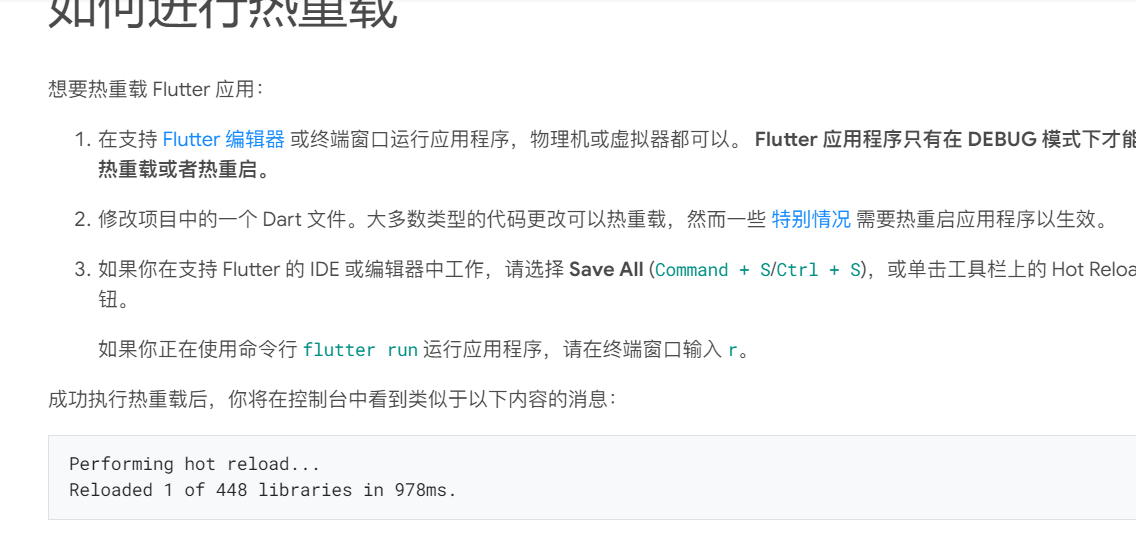 如何进行热重载
想要热重载 Flutter 应用：
1. 在支持 Flutter 编辑器 或终端窗口运行应用程序，物理机或虚拟器都可以。 Flutter 应用程序只有在 DEBUG 模式下才能
热重载或者热重启。
2. 修改项目中的一个 Dart 文件。大多数类型的代码更改可以热重载，然而一些 特别情况 需要热重启应用程序以生效。
3. 如果你在支持 Flutter 的 IDE 或编辑器中工作，请选择 Save All (Command + S/Ctrl + S)，或单击工具栏上的 Hot Reloa
钮。
如果你正在使用命令行 flutter run 运行应用程序，请在终端窗口输入 r。
成功执行热重载后，你将在控制台中看到类似于以下内容的消息：
Performing hot reload...
Reloaded 1 of 448 libraries in 978ms.